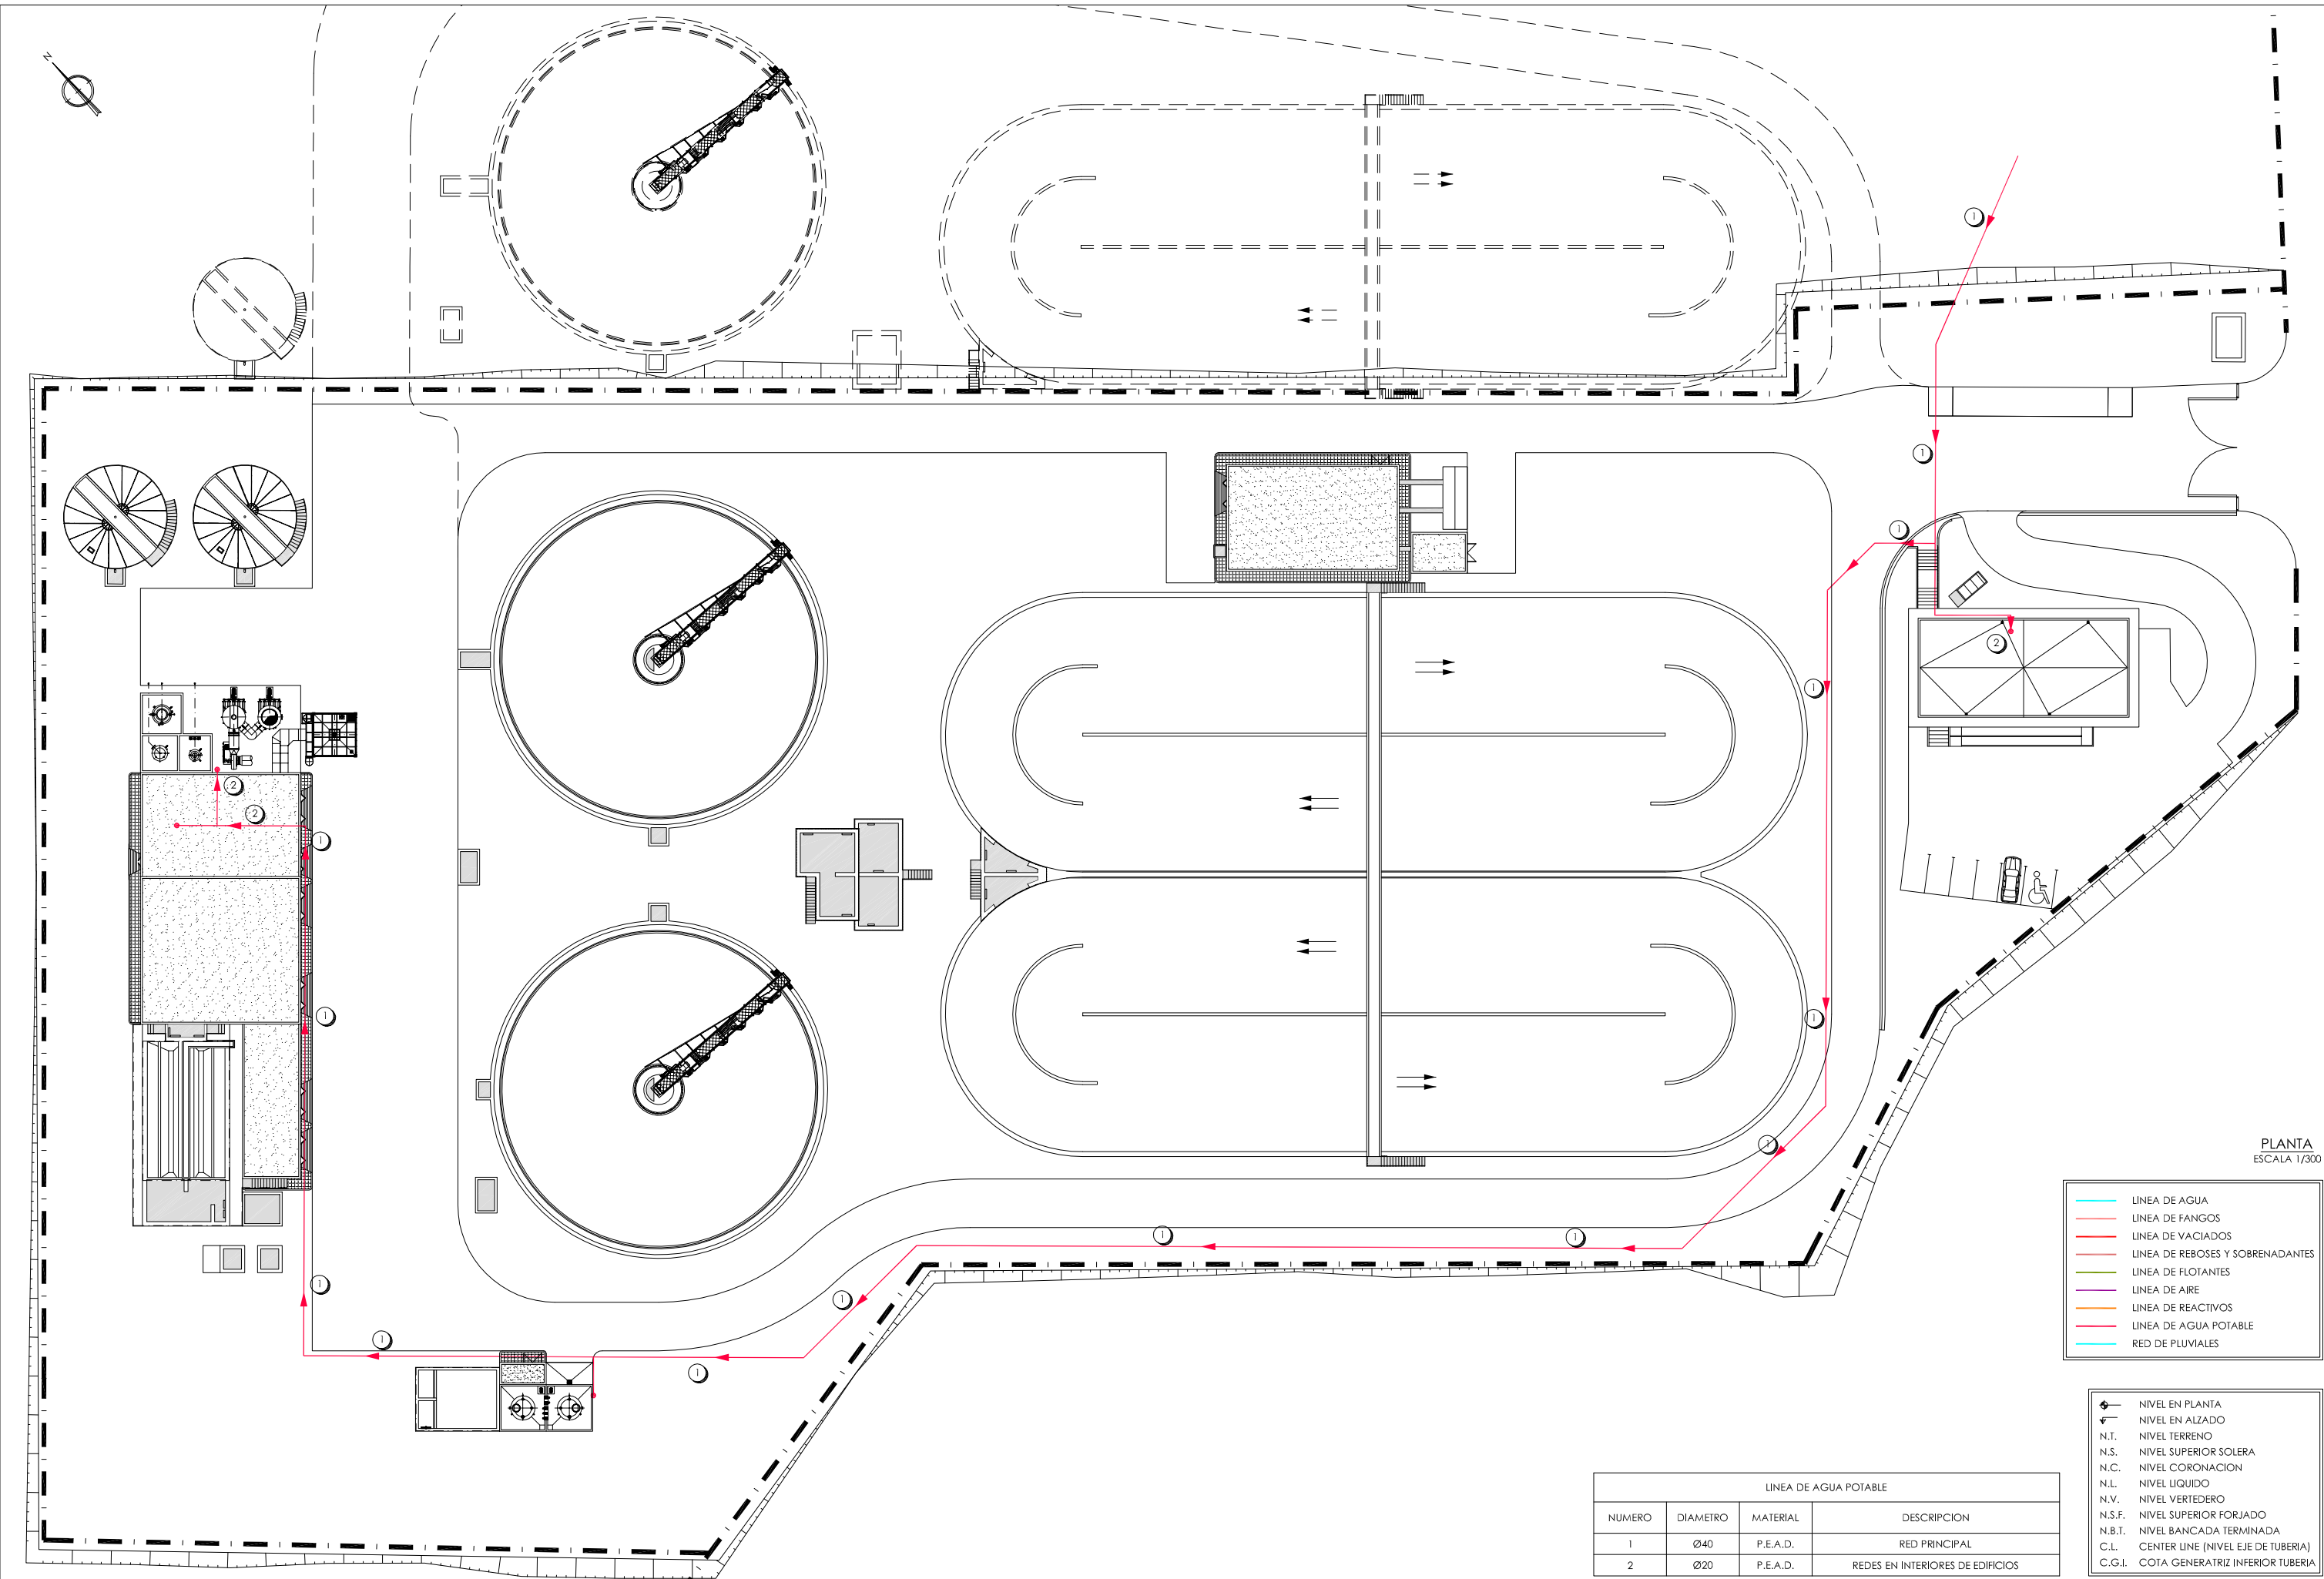 N
1
1
1
2
1
2
2
1
1
1
1
1
1
1
1
1
1
PLANTA
ESCALA 1/300
LINEA DE AGUA
LINEA DE FANGOS
LINEA DE VACIADOS
LINEA DE REBOSES Y SOBRENADANTES
LINEA DE FLOTANTES
LINEA DE AIRE
LINEA DE REACTIVOS
LINEA DE AGUA POTABLE
RED DE PLUVIALES
NIVEL EN PLANTA
NIVEL EN ALZADO
N.T. NIVEL TERRENO
N.S. NIVEL SUPERIOR SOLERA
N.C. NIVEL CORONACION
N.L. NIVEL LIQUIDO
N.V. NIVEL VERTEDERO
N.S.F. NIVEL SUPERIOR FORJADO
N.B.T. NIVEL BANCADA TERMINADA
C.L. CENTER LINE (NIVEL EJE DE TUBERIA)
C.G.I. COTA GENERATRIZ INFERIOR TUBERIA
LINEA DE AGUA POTABLE
NUMERO DIAMETRO MATERIAL DESCRIPCION
1 Ø40 P.E.A.D. RED PRINCIPAL
2 Ø20 P.E.A.D. REDES EN INTERIORES DE EDIFICIOS